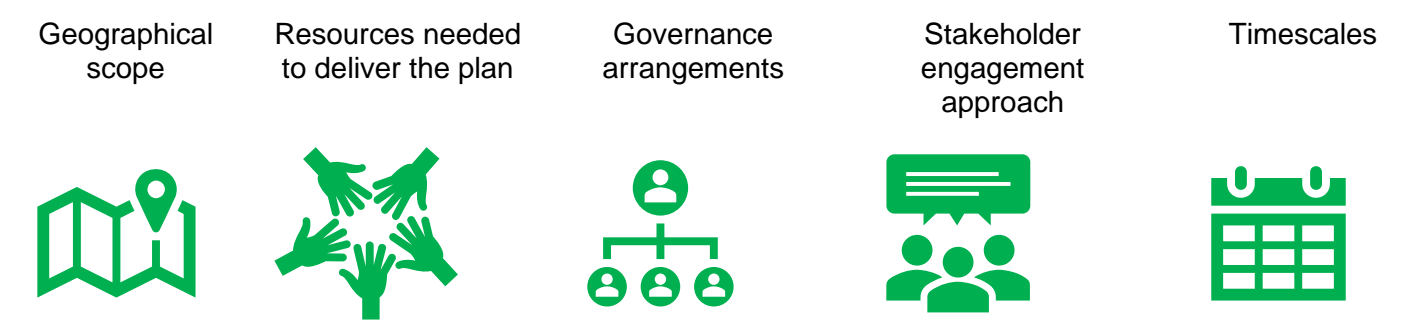 Geographical
scope
Resources needed
to deliver the plan
Governance
arrangements
Stakeholder
engagement
approach
Timescales